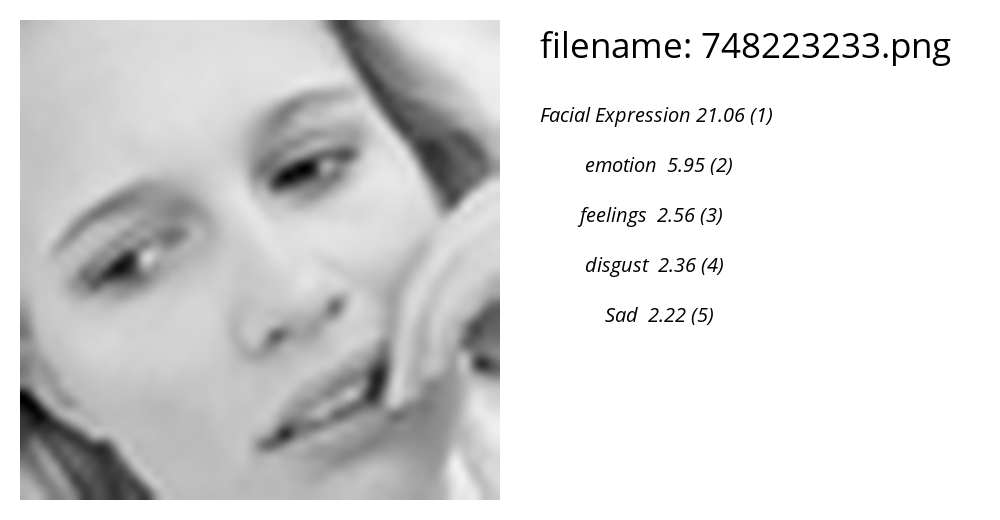 filename: 748223233.png
Facial Expression 21.06 (1)
emotion 5.95 (2)
feelings 2.56 (3)
disgust 2.36 (4)
Sad 2.22 (5)